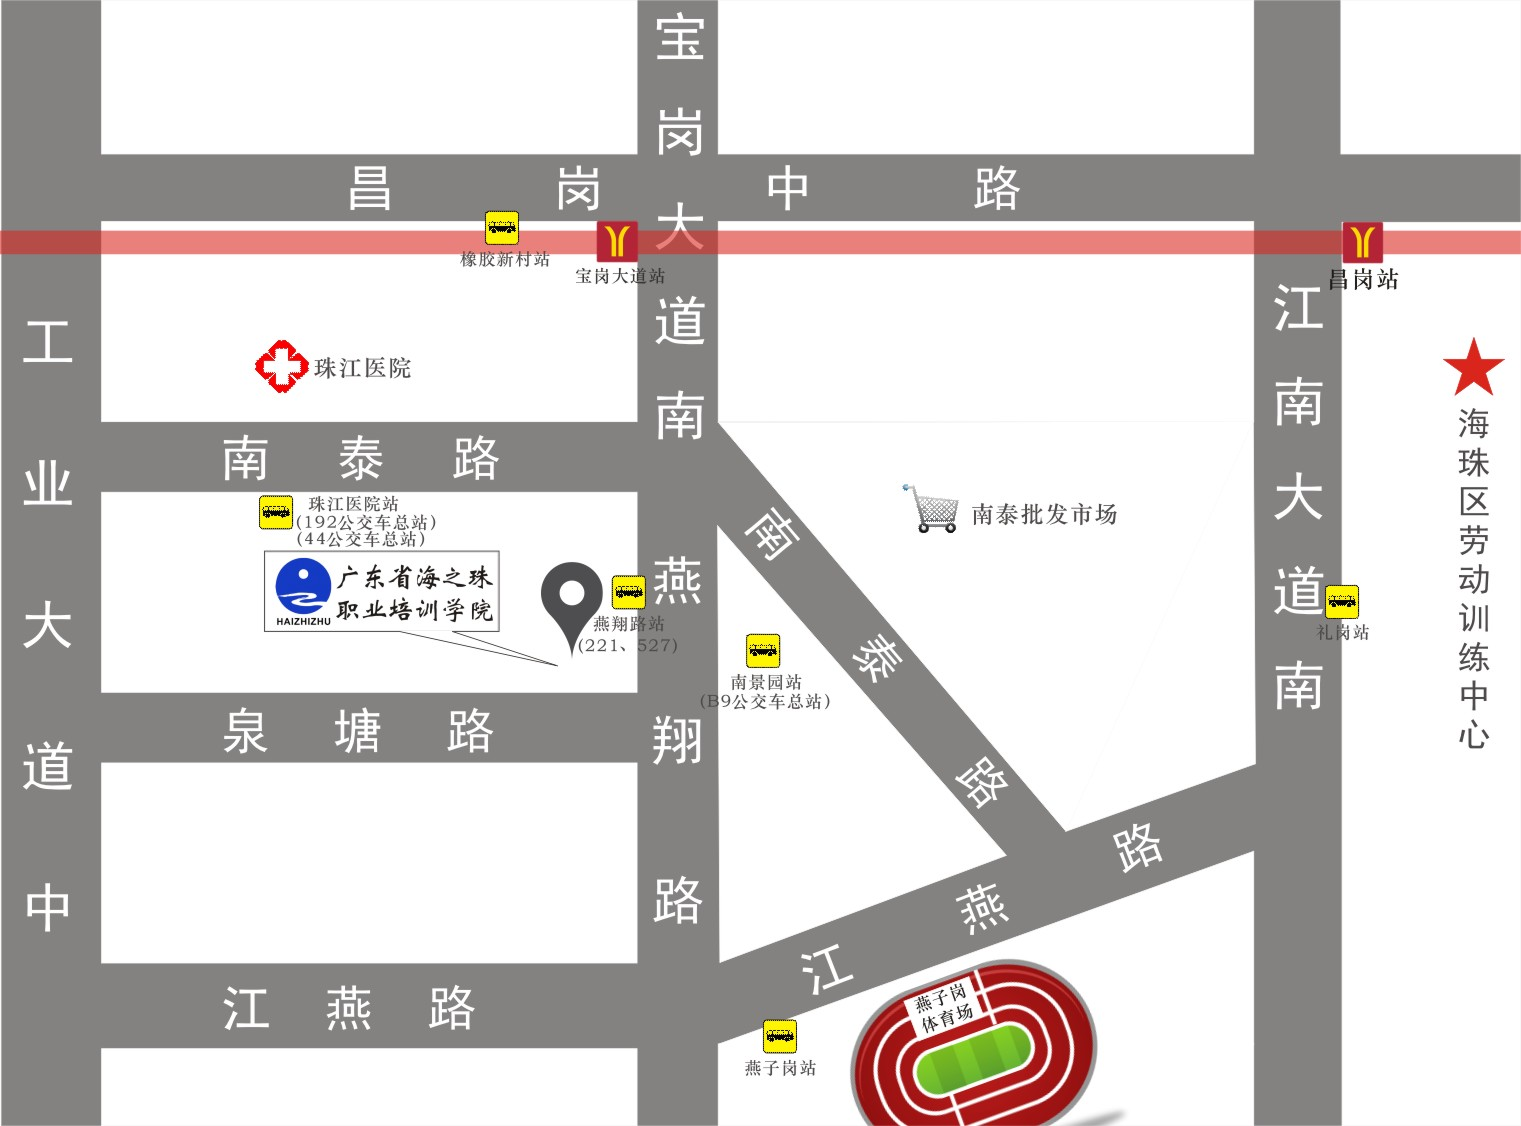 宝岗大道南
昌岗中路
橡胶新村站
宝岗大道站
昌岗站
工业大道中
江南大道南
珠江医院
海珠区劳动训练中心
南泰路
珠江医院站
(192公交车总站)
(44公交车总站)
南泰批发市场
南泰路
广东省海之珠
职业培训学院
HAIZHIZHU
燕翔路站
(221、527)
燕翔路
礼岗站
南景园站
(B9公交车总站)
泉塘路
江燕路
江燕路
燕子岗
体育场
燕子岗站